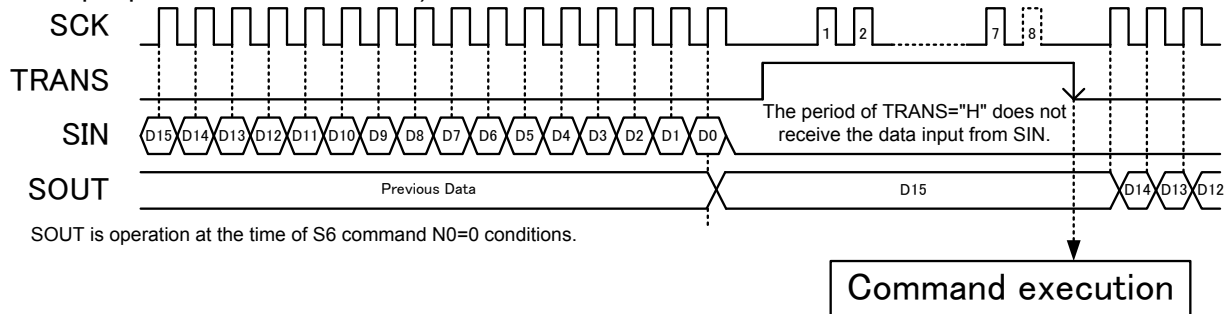 SCK
1 2 7 8
TRANS
The period of TRANS="H" does not
receive the data input from SIN.
SIN
D15 D14 D13 D12 D11 D10 D9 D8 D7 D6 D5 D4 D3 D2 D1 D0
SOUT
Previous Data
D15
D14 D13 D12
SOUT is operation at the time of S6 command N0=0 conditions.
Command execution